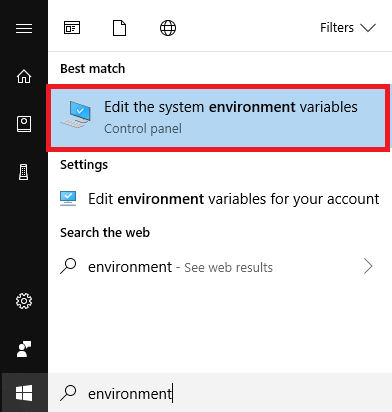 Filters
Best match
Edit the system environment variables
Control panel
Settings
Edit environment variables for your account
Search the web
environment - See web results
environment